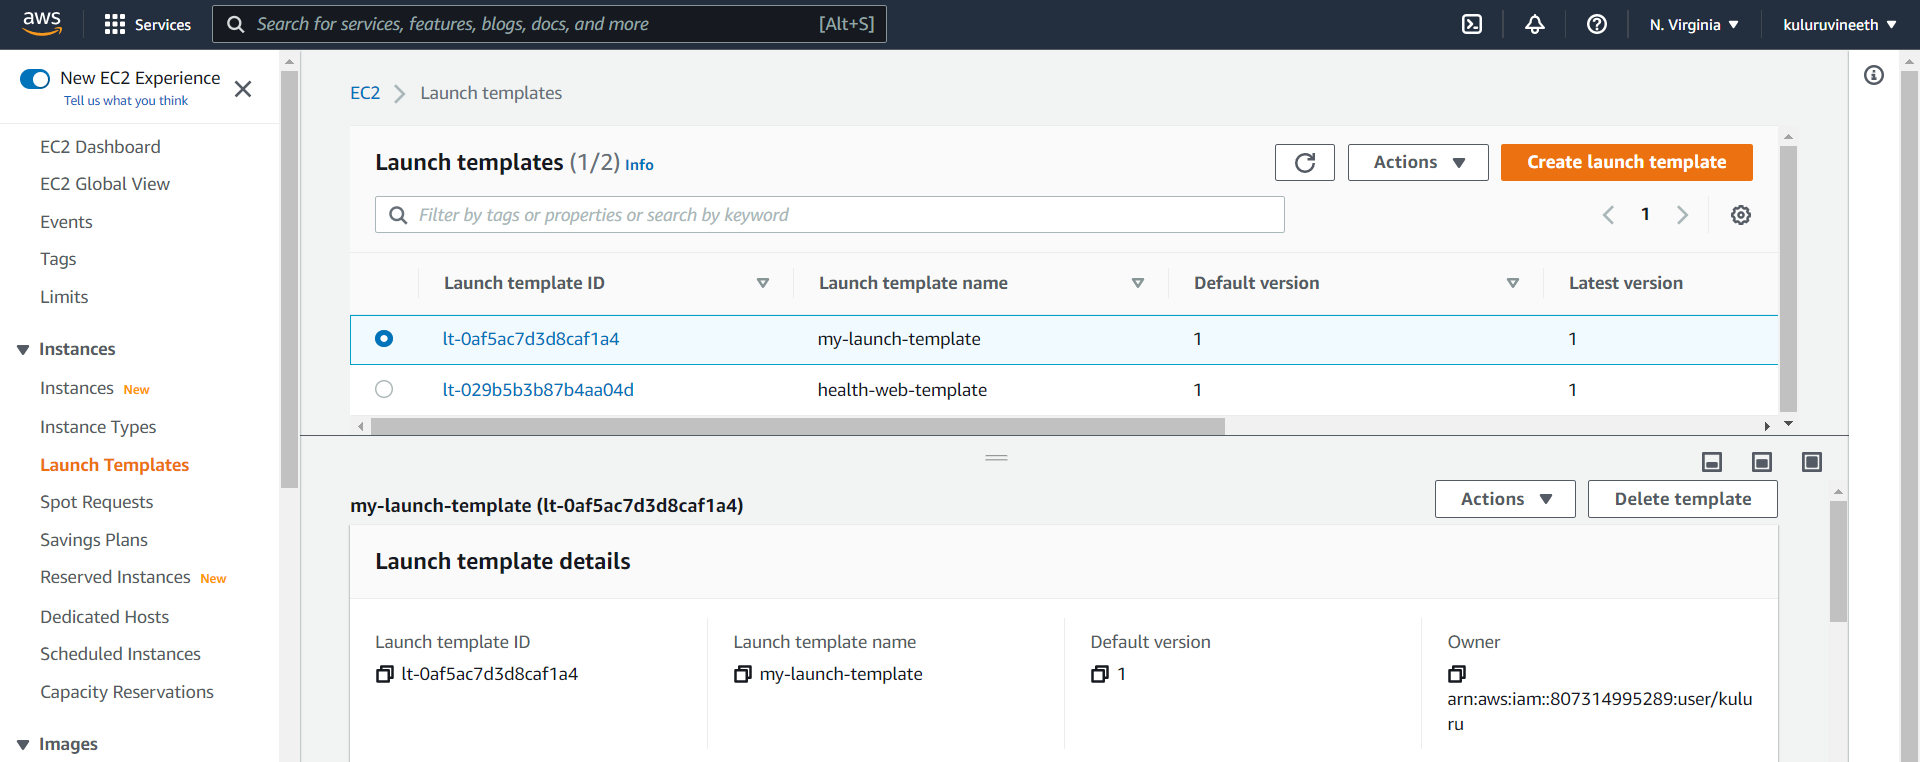 aws
Services
Search for services, features, blogs, docs, and more [Alt+S]
N. Virginia
kuluruvineeth
New EC2 Experience
Tell us what you think
EC2 Dashboard
EC2 Global View
Events
Tags
Limits
Instances
Instances New
Instance Types
Launch Templates
Spot Requests
Savings Plans
Reserved Instances New
Dedicated Hosts
Scheduled Instances
Capacity Reservations
Images
EC2 Launch templates
Launch templates (1/2) Info
Actions
Create launch template
Filter by tags or properties or search by keyword
1
Launch template ID Launch template name Default version Latest version
lt-0af5ac7d3d8caf1a4 my-launch-template 1 1
lt-029b5b3b87b4aa04d health-web-template 1 1
my-launch-template (lt-0af5ac7d3d8caf1a4)
Actions
Delete template
Launch template details
Launch template ID
lt-0af5ac7d3d8caf1a4
Launch template name
my-launch-template
Default version
1
Owner
arn:aws:iam::807314995289:user/kulu
ru